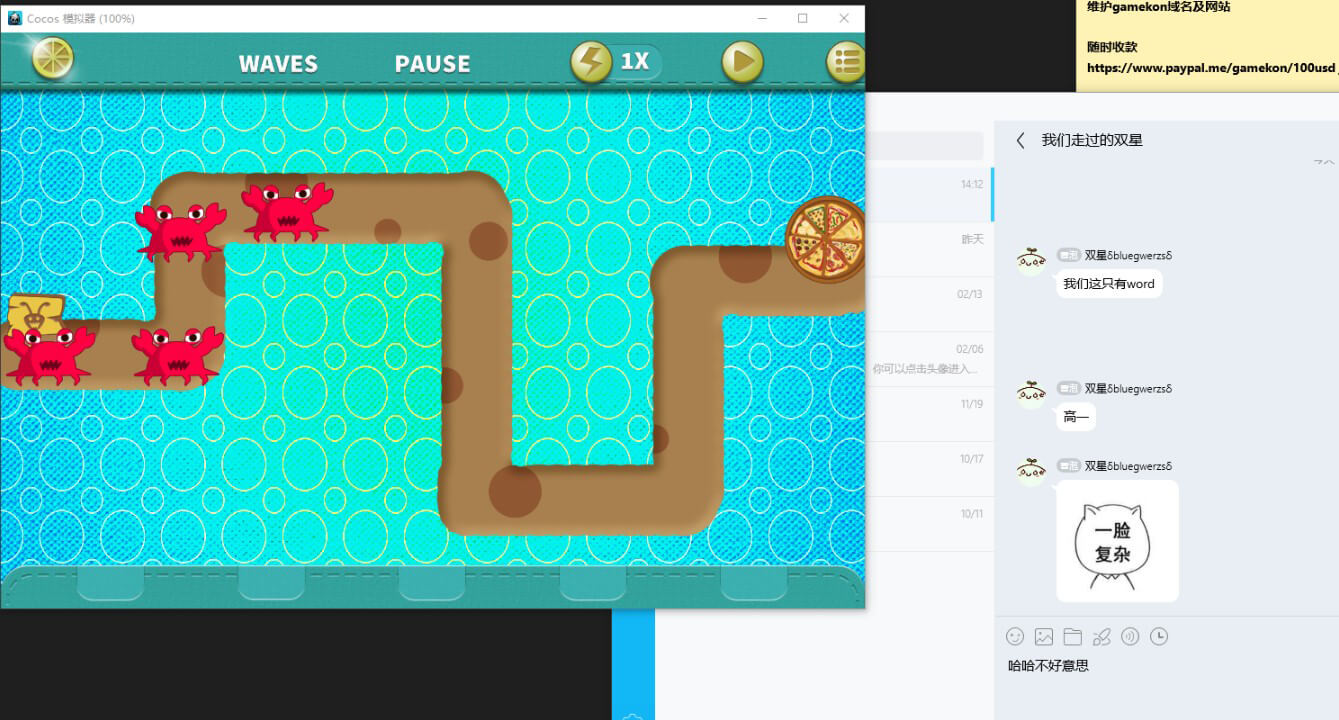 Cocos 模拟器 (100%)
WAVES
PAUSE
1X
维护gamekon域名及网站
随时收款
https://www.paypal.me/gamekon/100usd
14:12
昨天
02/13
02/06
你可以点击头像进入...
11/19
10/17
10/11
我们走过的双星
双星δbluegwerzsδ
我们这只有word
双星δbluegwerzsδ
高一
双星δbluegwerzsδ
一脸
复杂
哈哈不好意思